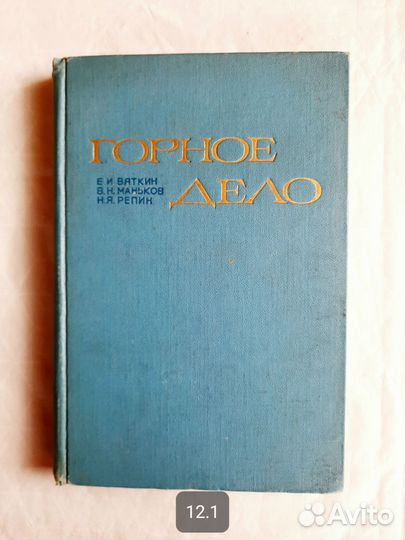 ГОРНОЕ
Е И ВЯТКИН
В.Н. МАНЬКОВ
Н.Я. РЕПИН
ДЕЛО
12.1
Avito